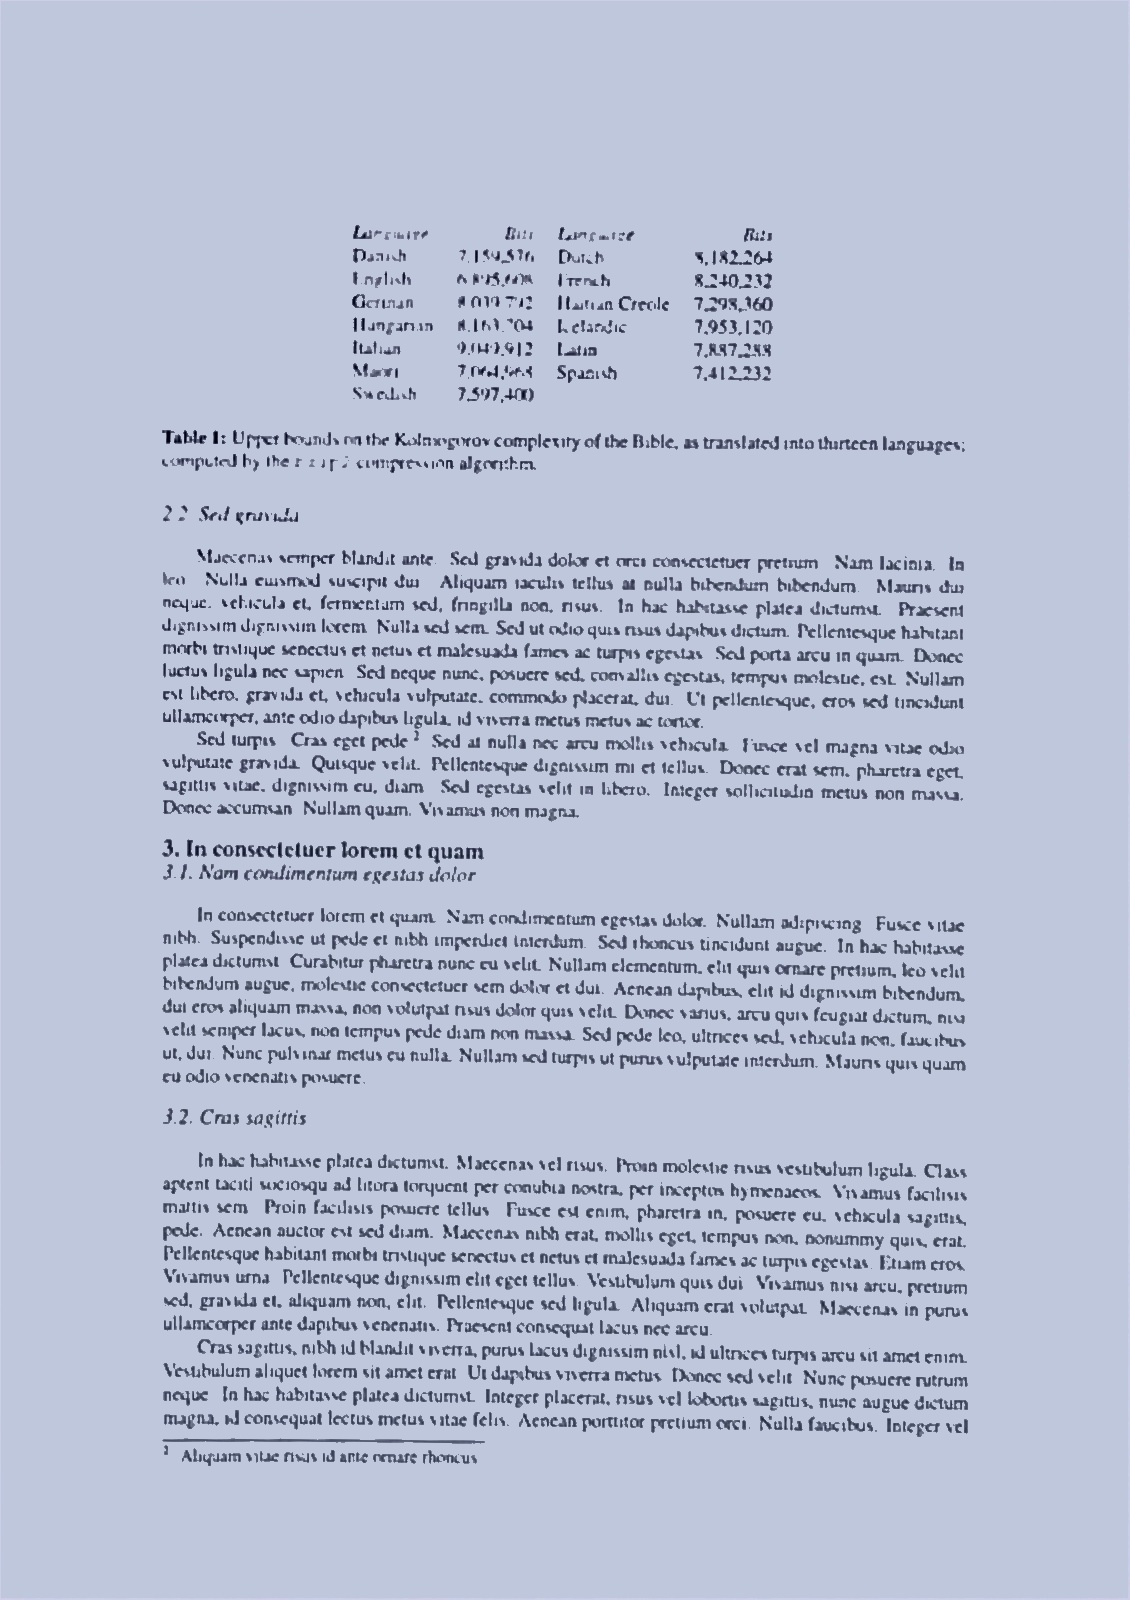 Language Bits Language Bits
Danish 7,159,576 Dutch 8,182,264
English 6,895,608 French 8,240,232
German 8,039,792 Haitian Creole 7,298,360
Hungarian 8,163,704 Icelandic 7,953,120
Italian 9,049,912 Latin 7,887,288
Maori 7,064,968 Spanish 7,412,232
Swedish 7,597,400
Table 1: Upper bounds on the Kolmogorov complexity of the Bible, as translated into thirteen languages;
computed by the compression algorithm.
2.2. Sed gravida
Maecenas semper blandit ante. Sed gravida dolor et orci consectetuer pretium. Nam lacinia. In
leo. Nulla euismod suscipit dui. Aliquam iaculis tellus at nulla bibendum bibendum. Mauris dui
neque, vehicula et, fermentum sed, fringilla non, risus. In hac habitasse platea dictumst. Praesent
dignissim dignissim lorem. Nulla sed sem. Sed ut odio quis risus dapibus dictum. Pellentesque habitant
morbi tristique senectus et netus et malesuada fames ac turpis egestas. Sed porta arcu in quam. Donec
luctus ligula nec sapien. Sed neque nunc, posuere sed, convallis egestas, tempus molestie, est. Nullam
est libero, gravida et, vehicula vulputate, commodo placerat, dui. Ut pellentesque, eros sed tincidunt
ullamcorper, ante odio dapibus ligula, id viverra metus metus ac tortor.
Sed turpis. Cras eget pede.2 Sed at nulla nec arcu mollis vehicula. Fusce vel magna vitae odio
vulputate gravida. Quisque velit. Pellentesque dignissim mi et tellus. Donec erat sem, pharetra eget,
sagittis vitae, dignissim eu, diam. Sed egestas velit in libero. Integer sollicitudin metus non massa.
Donec accumsan. Nullam quam. Vivamus non magna.
3. In consectetuer lorem et quam
3.1. Nam condimentum egestas dolor
In consectetuer lorem et quam. Nam condimentum egestas dolor. Nullam adipiscing. Fusce vitae
nibh. Suspendisse ut pede et nibh imperdiet interdum. Sed rhoncus tincidunt augue. In hac habitasse
platea dictumst. Curabitur pharetra nunc eu velit. Nullam elementum, elit quis ornare pretium, leo velit
bibendum augue, molestie consectetuer sem dolor et dui. Aenean dapibus, elit id dignissim bibendum,
dui eros aliquam massa, non volutpat risus dolor quis velit. Donec varius, arcu quis feugiat dictum, nisi
velit semper lacus, non tempus pede diam non massa. Sed pede leo, ultrices sed, vehicula non, faucibus
ut, dui. Nunc pulvinar metus eu nulla. Nullam sed turpis ut purus vulputate interdum. Mauris quis quam
eu odio venenatis posuere.
3.2. Cras sagittis
In hac habitasse platea dictumst. Maecenas vel risus. Proin molestie risus vestibulum ligula. Class
aptent taciti sociosqu ad litora torquent per conubia nostra, per inceptos hymenaeos. Vivamus facilisis
mattis sem. Proin facilisis posuere tellus. Fusce est enim, pharetra in, posuere eu, vehicula sagittis,
pede. Aenean auctor est sed diam. Maecenas nibh erat, mollis eget, tempus non, nonummy quis, erat.
Pellentesque habitant morbi tristique senectus et netus et malesuada fames ac turpis egestas. Etiam eros.
Vivamus urna. Pellentesque dignissim elit eget tellus. Vestibulum quis dui. Vivamus nisi arcu, pretium
sed, gravida et, aliquam non, elit. Pellentesque sed ligula. Aliquam erat volutpat. Maecenas in purus
ullamcorper ante dapibus venenatis. Praesent consequat lacus nec arcu.
Cras sagittis, nibh id blandit viverra, purus lacus dignissim nisl, id ultrices turpis arcu sit amet enim.
Vestibulum aliquet lorem sit amet erat. Ut dapibus viverra metus. Donec sed velit. Nunc posuere rutrum
neque. In hac habitasse platea dictumst. Integer placerat, risus vel lobortis sagittis, nunc augue dictum
magna, id consequat lectus metus vitae felis. Aenean porttitor pretium orci. Nulla faucibus. Integer vel
2 Aliquam vitae risus id ante ornare rhoncus.